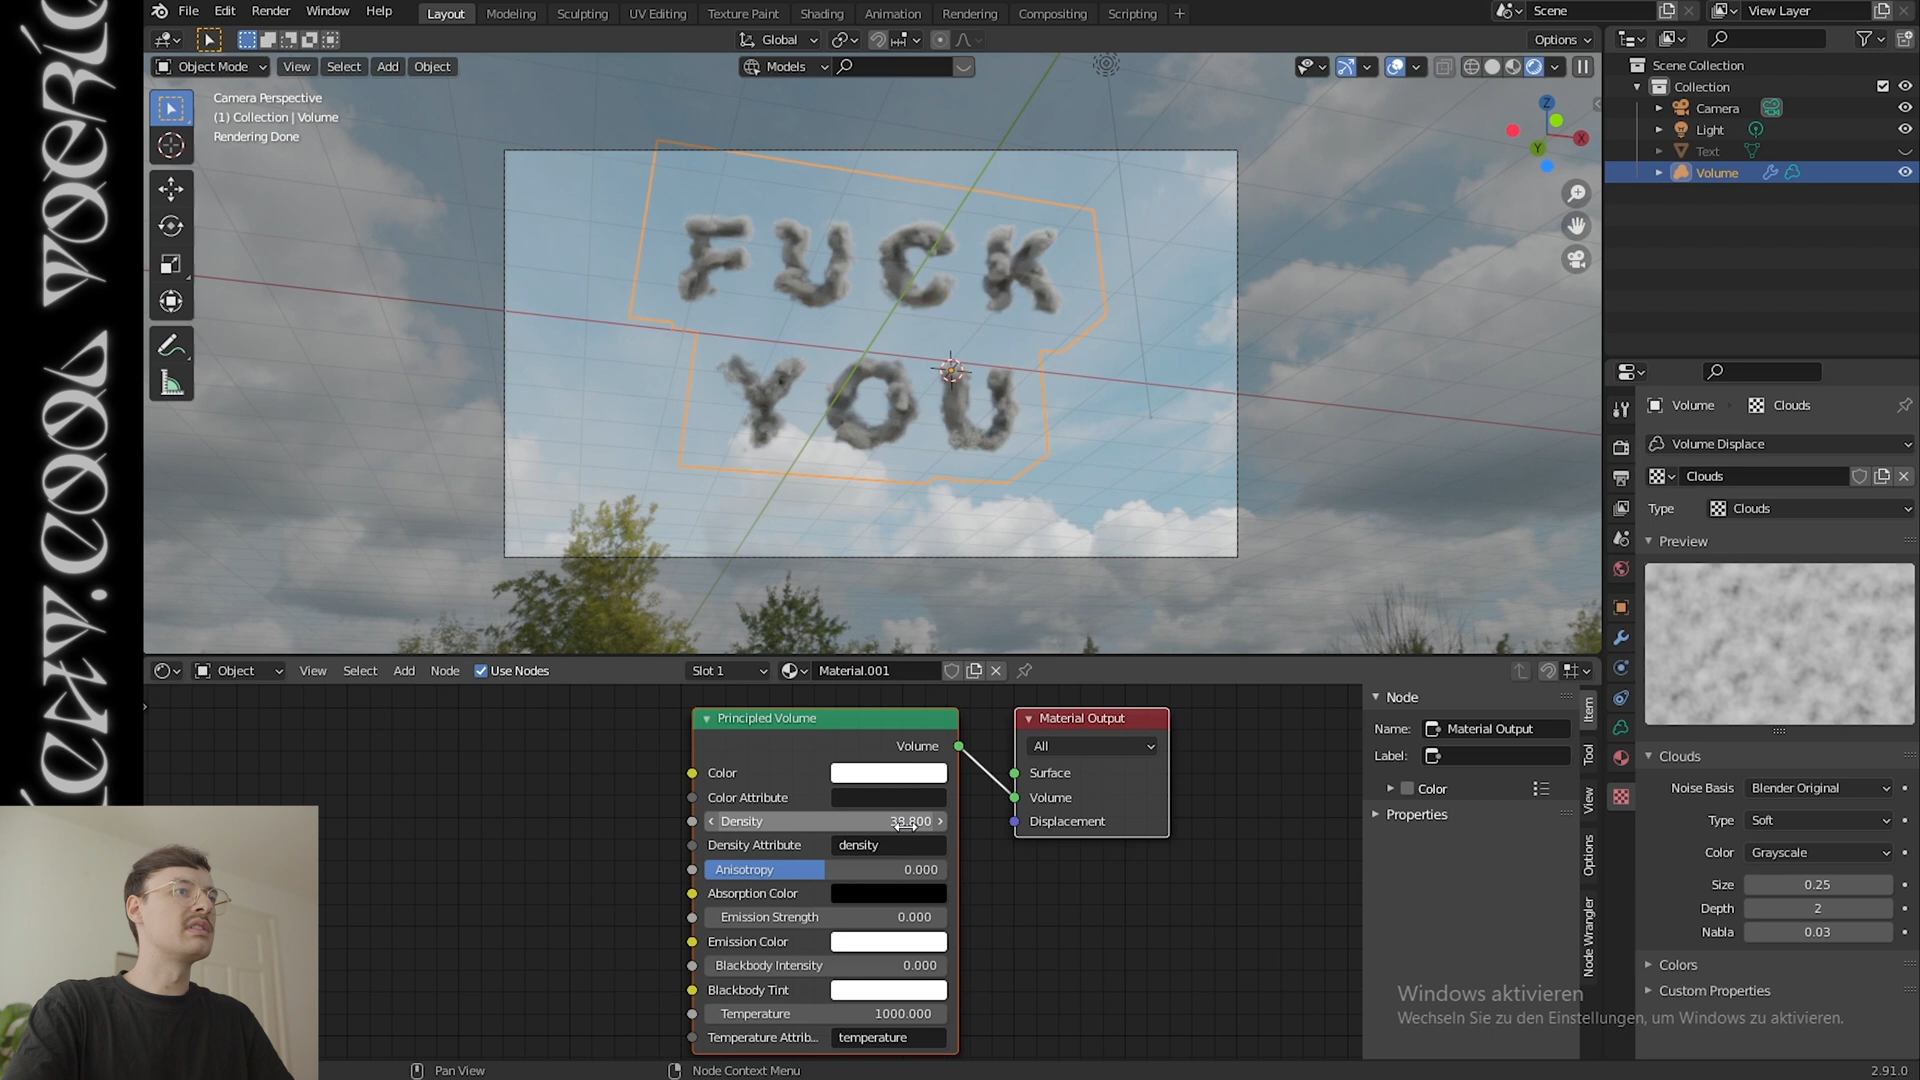 File Edit Render Window Help Layout Modeling Sculpting UV Editing Texture Paint Shading Animation Rendering Compositing Scripting + Scene View Layer
Global Options
Object Mode View Select Add Object Models
Camera Perspective
(1) Collection | Volume
Rendering Done
Z
X
Y
FUCK
YOU
Scene Collection
Collection
Camera
Light
Text
Volume
Volume Clouds
Volume Displace
Clouds
Type Clouds
Preview
Clouds
Noise Basis Blender Original
Type Soft
Color Grayscale
Size 0.25
Depth 2
Nabla 0.03
Colors
Custom Properties
Object View Select Add Node Use Nodes Slot 1 Material.001
Principled Volume
Volume
Color
Color Attribute
Density 38.800
Density Attribute density
Anisotropy 0.000
Absorption Color
Emission Strength 0.000
Emission Color
Blackbody Intensity 0.000
Blackbody Tint
Temperature 1000.000
Temperature Attrib... temperature
Material Output
All
Surface
Volume
Displacement
Node
Name: Material Output
Label:
Color
Properties
Item
Tool
View
Options
Node Wrangler
Windows aktivieren
Wechseln Sie zu den Einstellungen, um Windows zu aktivieren.
Pan View Node Context Menu 2.91.0